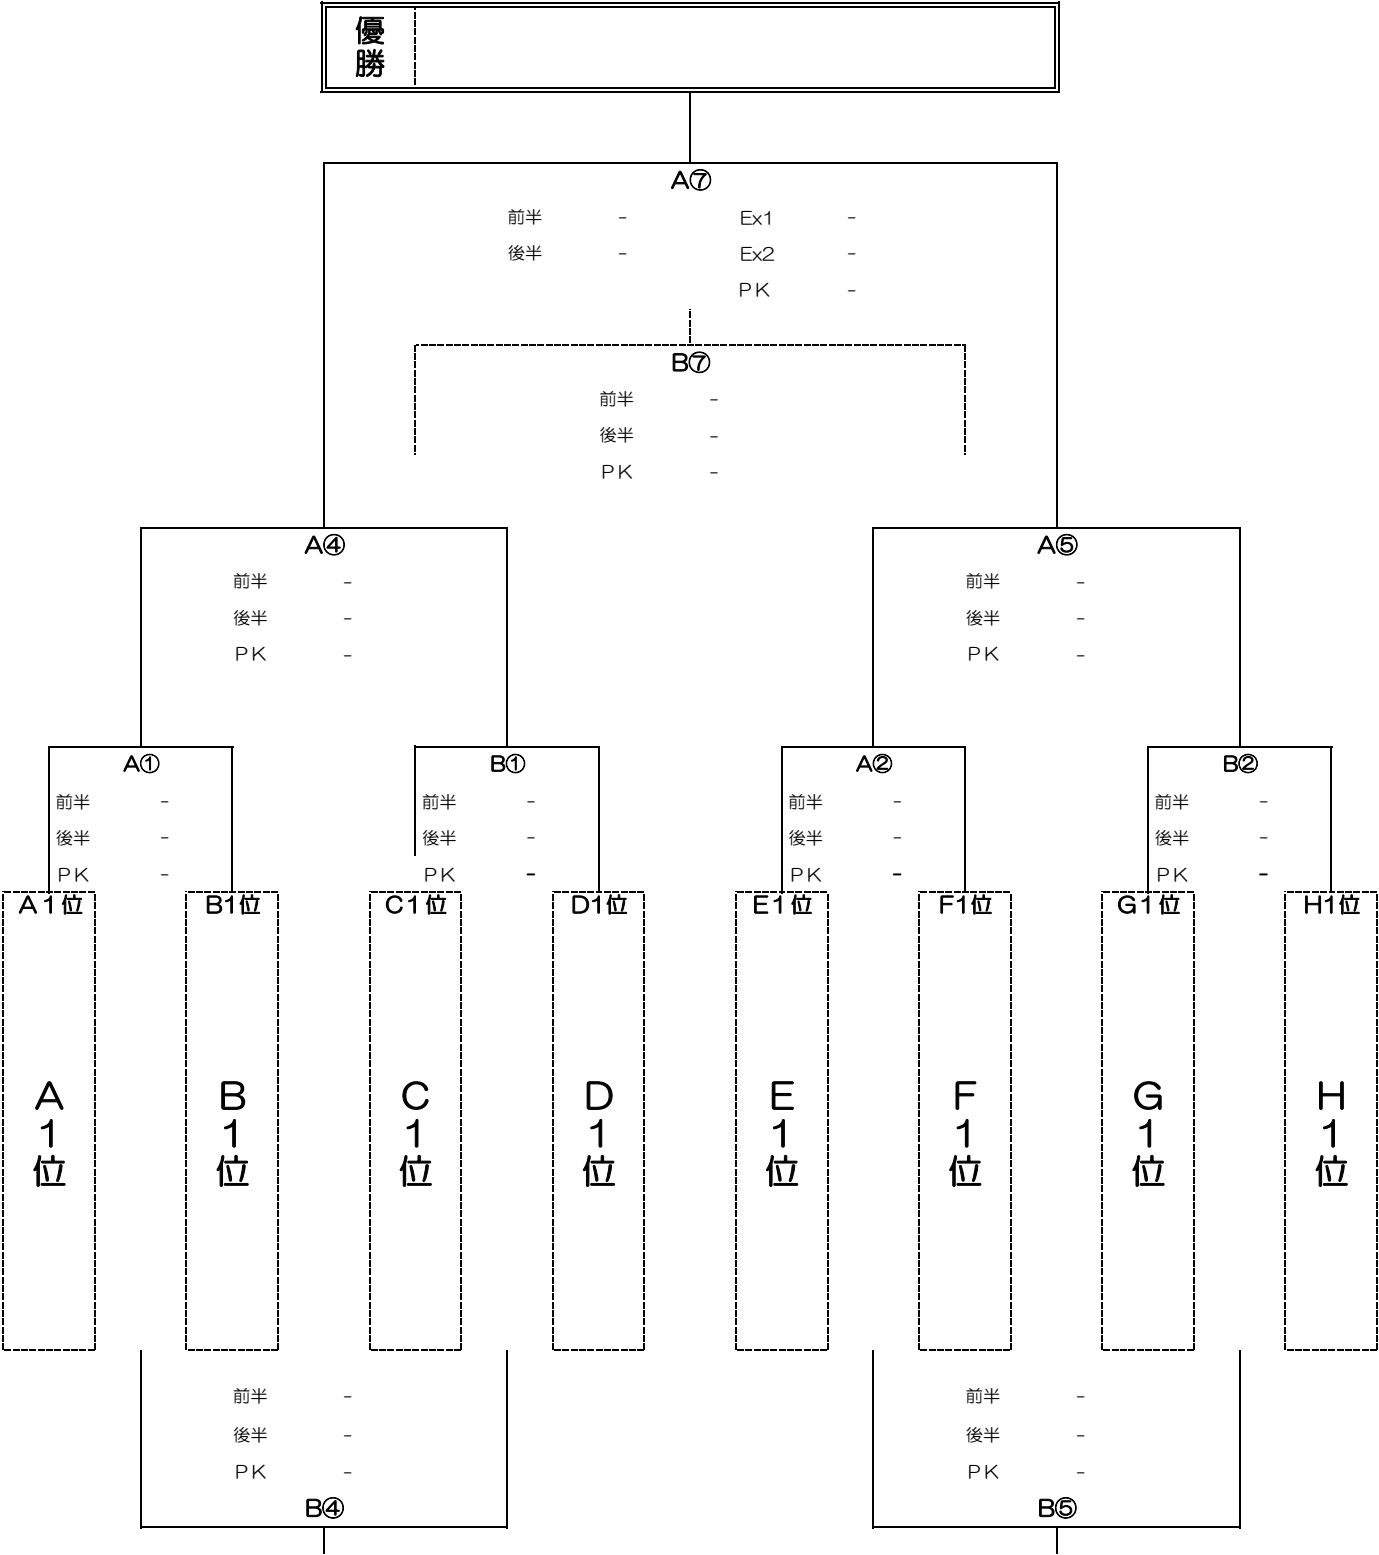 優
勝
A⑦
前半 - Ex1 -
後半 - Ex2 -
PK -
B⑦
前半 -
後半 -
PK -
A④ A⑤
前半 - 前半 -
後半 - 後半 -
PK - PK -
A① B① A② B②
前半 - 前半 - 前半 - 前半 -
後半 - 後半 - 後半 - 後半 -
PK - PK - PK - PK -
A1位 B1位 C1位 D1位 E1位 F1位 G1位 H1位
A B C D E F G H
1 1 1 1 1 1 1 1
位 位 位 位 位 位 位 位
前半 - 前半 -
後半 - 後半 -
PK - PK -
B④ B⑤